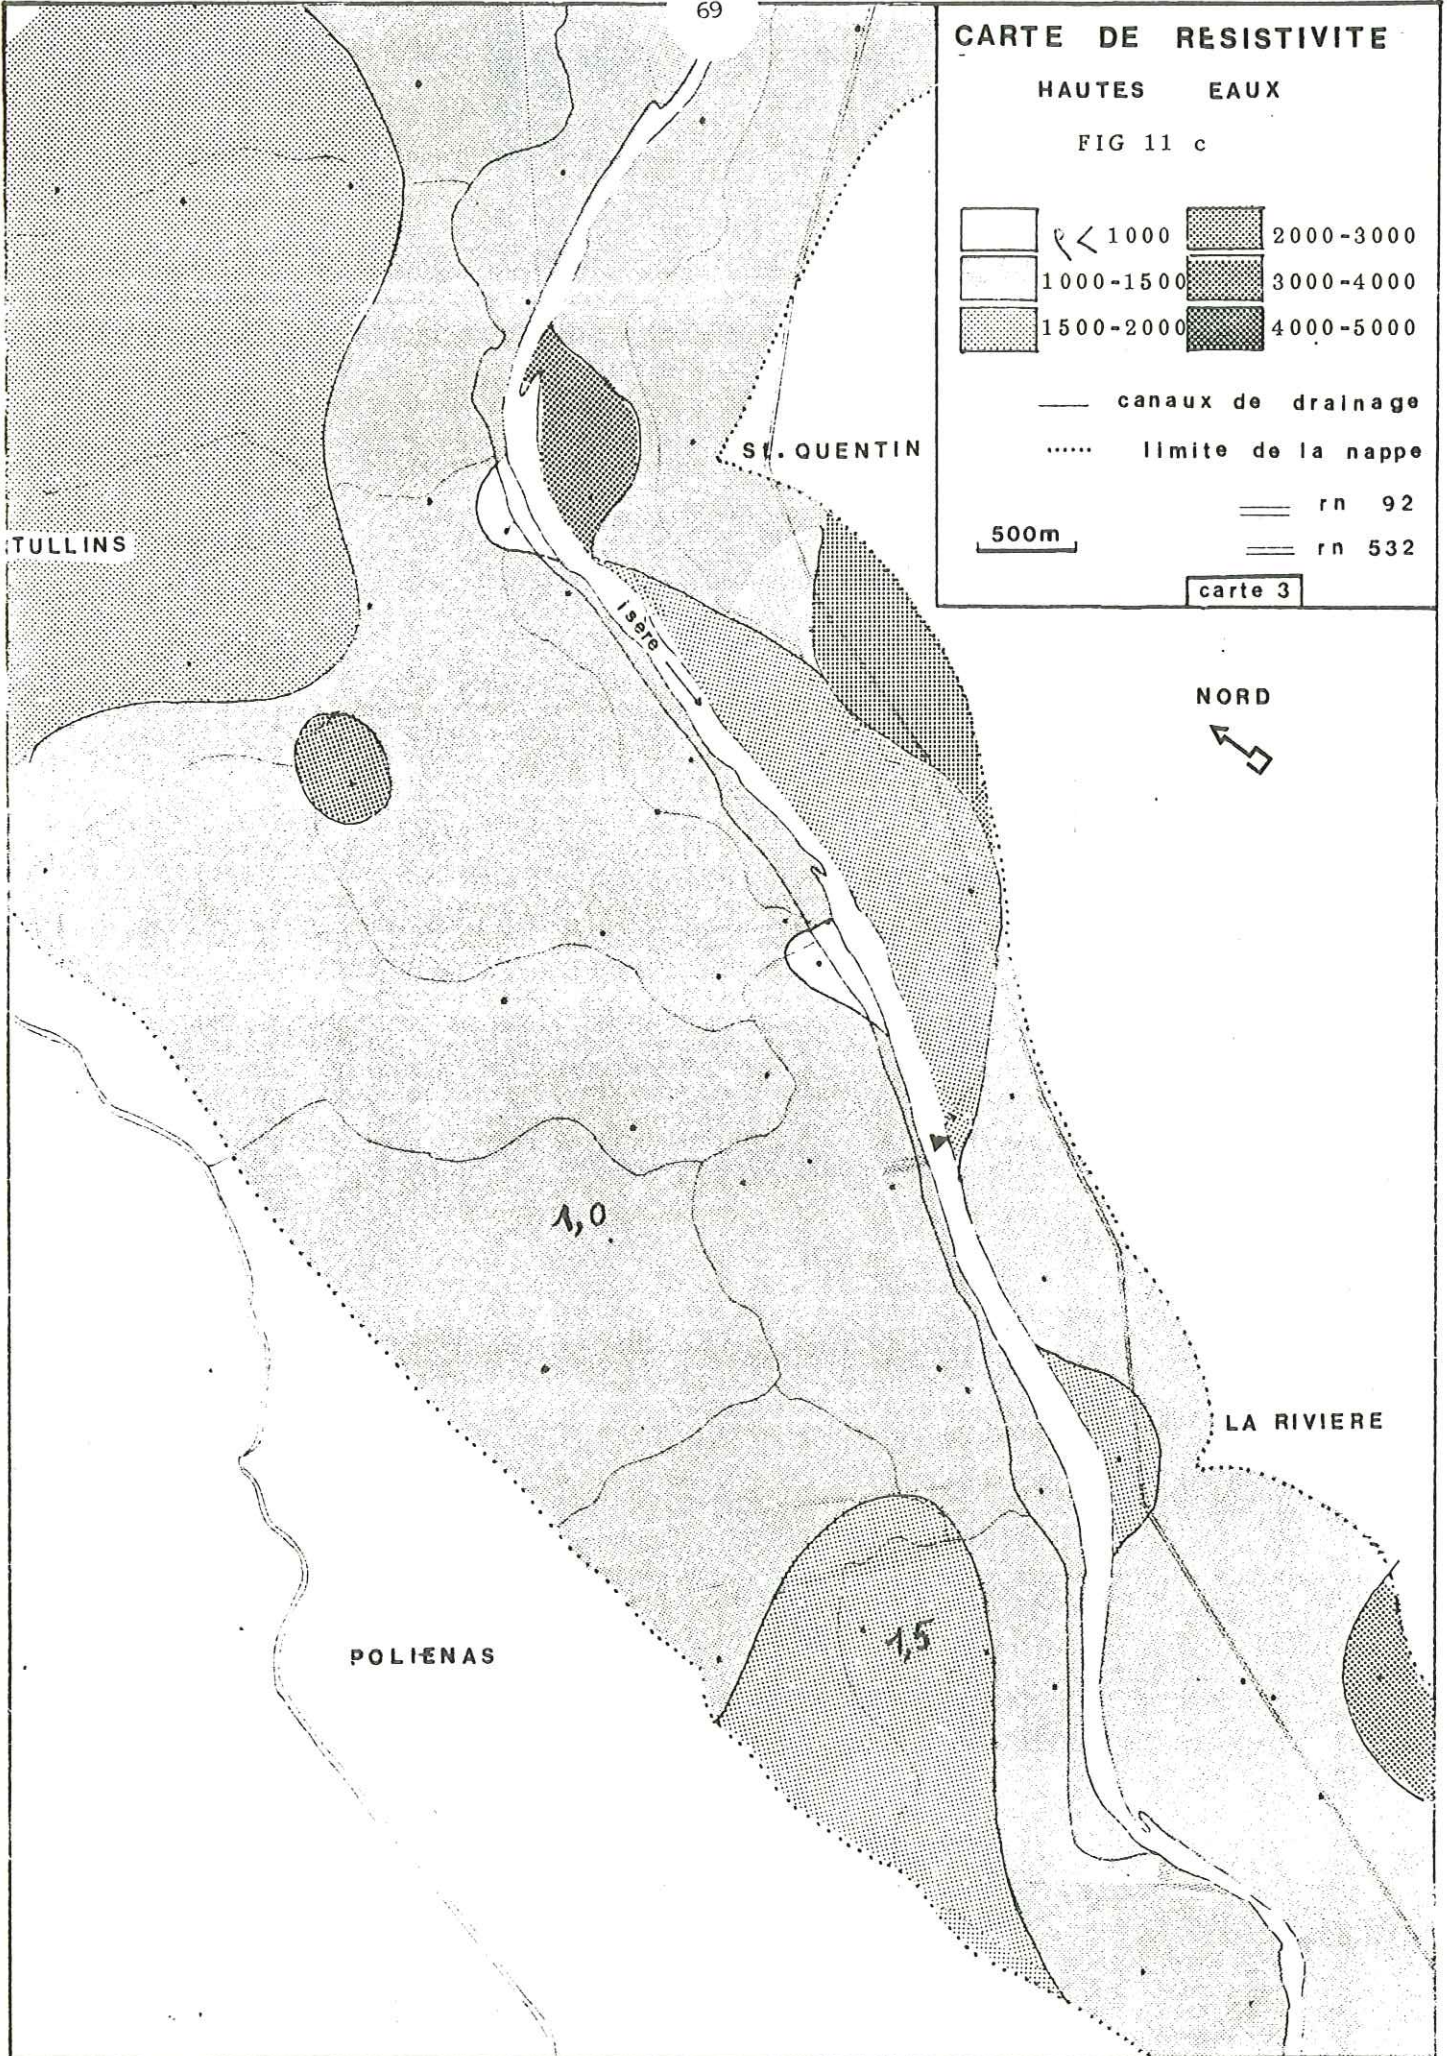 69
CARTE DE RESISTIVITE
HAUTES EAUX
FIG 11 c
ρ < 1000
2000-3000
1000-1500
3000-4000
1500-2000
4000-5000
canaux de drainage
limite de la nappe
rn 92
500m
rn 532
carte 3
ST. QUENTIN
TULLINS
isère
NORD
1,0
LA RIVIERE
1,5
POLIENAS